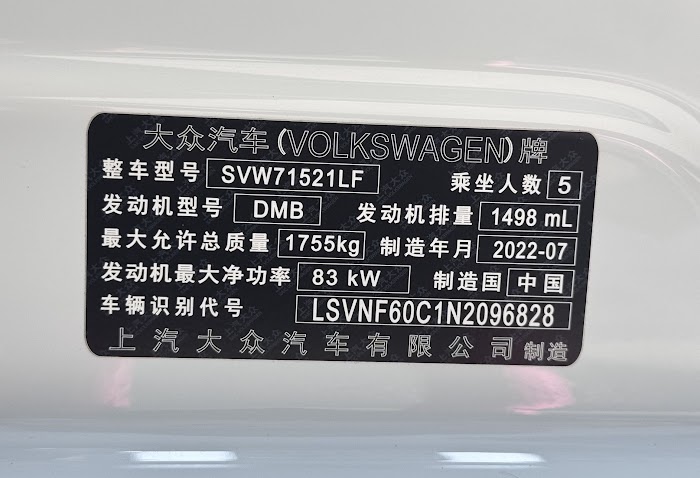 大众汽车(VOLKSWAGEN)牌
整车型号 SVW71521LF 乘坐人数 5
发动机型号 DMB 发动机排量 1498 mL
最大允许总质量 1755kg 制造年月 2022-07
发动机最大净功率 83 kW 制造国 中国
车辆识别代号 LSVNF60C1N2096828
上汽大众汽车有限公司 制造